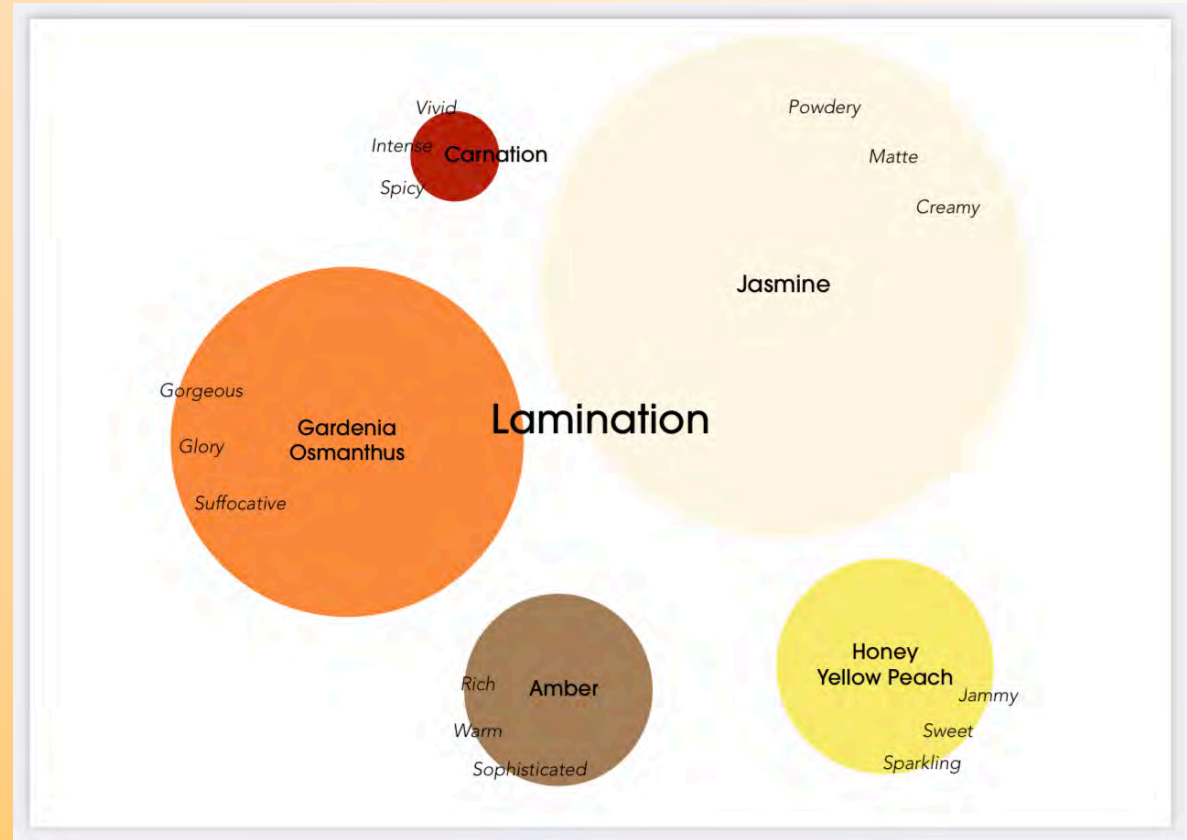 Vivid
Intense
Carnation
Spicy
Powdery
Matte
Creamy
Jasmine
Gorgeous
Glory
Suffocative
Gardenia
Osmanthus
Lamination
Rich
Amber
Warm
Sophisticated
Honey
Yellow Peach
Jammy
Sweet
Sparkling